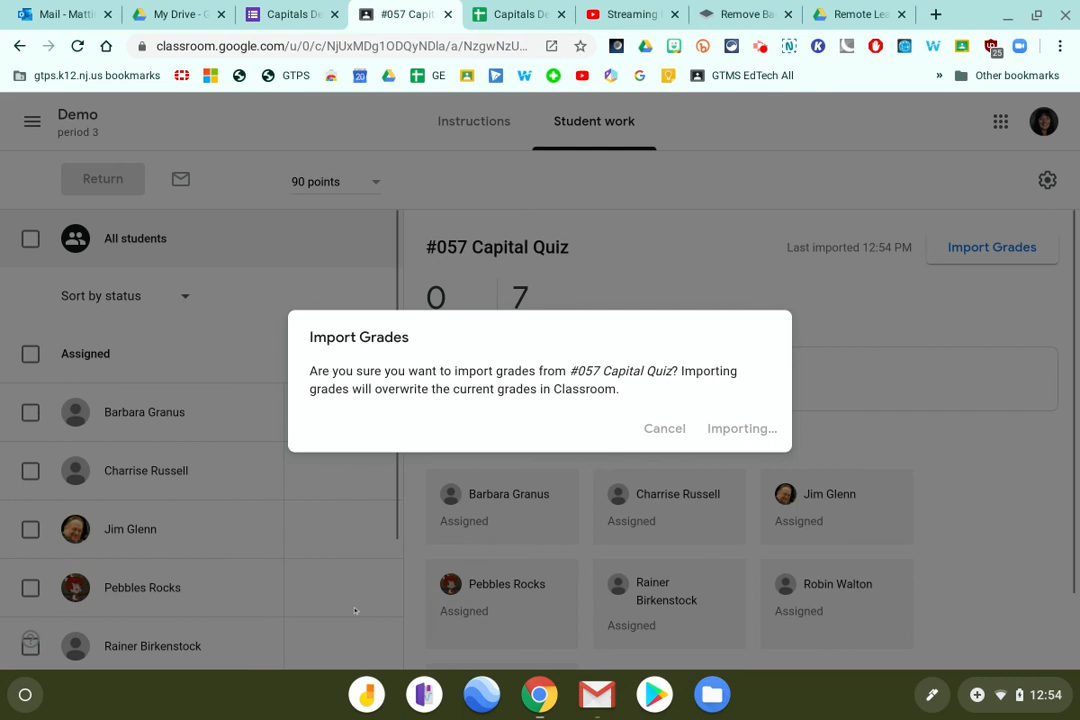 Mail - Matti
My Drive - G
Capitals De
#057 Capit
Capitals De
Streaming
Remove Ba
Remote Lea
classroom.google.com/u/0/c/NjUxMDg1ODQyNDla/a/NzgwNzU...
25
gtps.k12.nj.us bookmarks
GTPS
20
GE
GTMS EdTech All
»
Other bookmarks
Demo
period 3
Instructions
Student work
Return
90 points
All students
#057 Capital Quiz
Last imported 12:54 PM
Import Grades
Sort by status
0
7
Import Grades
Are you sure you want to import grades from #057 Capital Quiz? Importing
grades will overwrite the current grades in Classroom.
Cancel
Importing...
Assigned
Barbara Granus
Charrise Russell
Jim Glenn
Pebbles Rocks
Rainer Birkenstock
Barbara Granus
Assigned
Charrise Russell
Assigned
Jim Glenn
Assigned
Pebbles Rocks
Assigned
Rainer
Birkenstock
Assigned
Robin Walton
Assigned
12:54